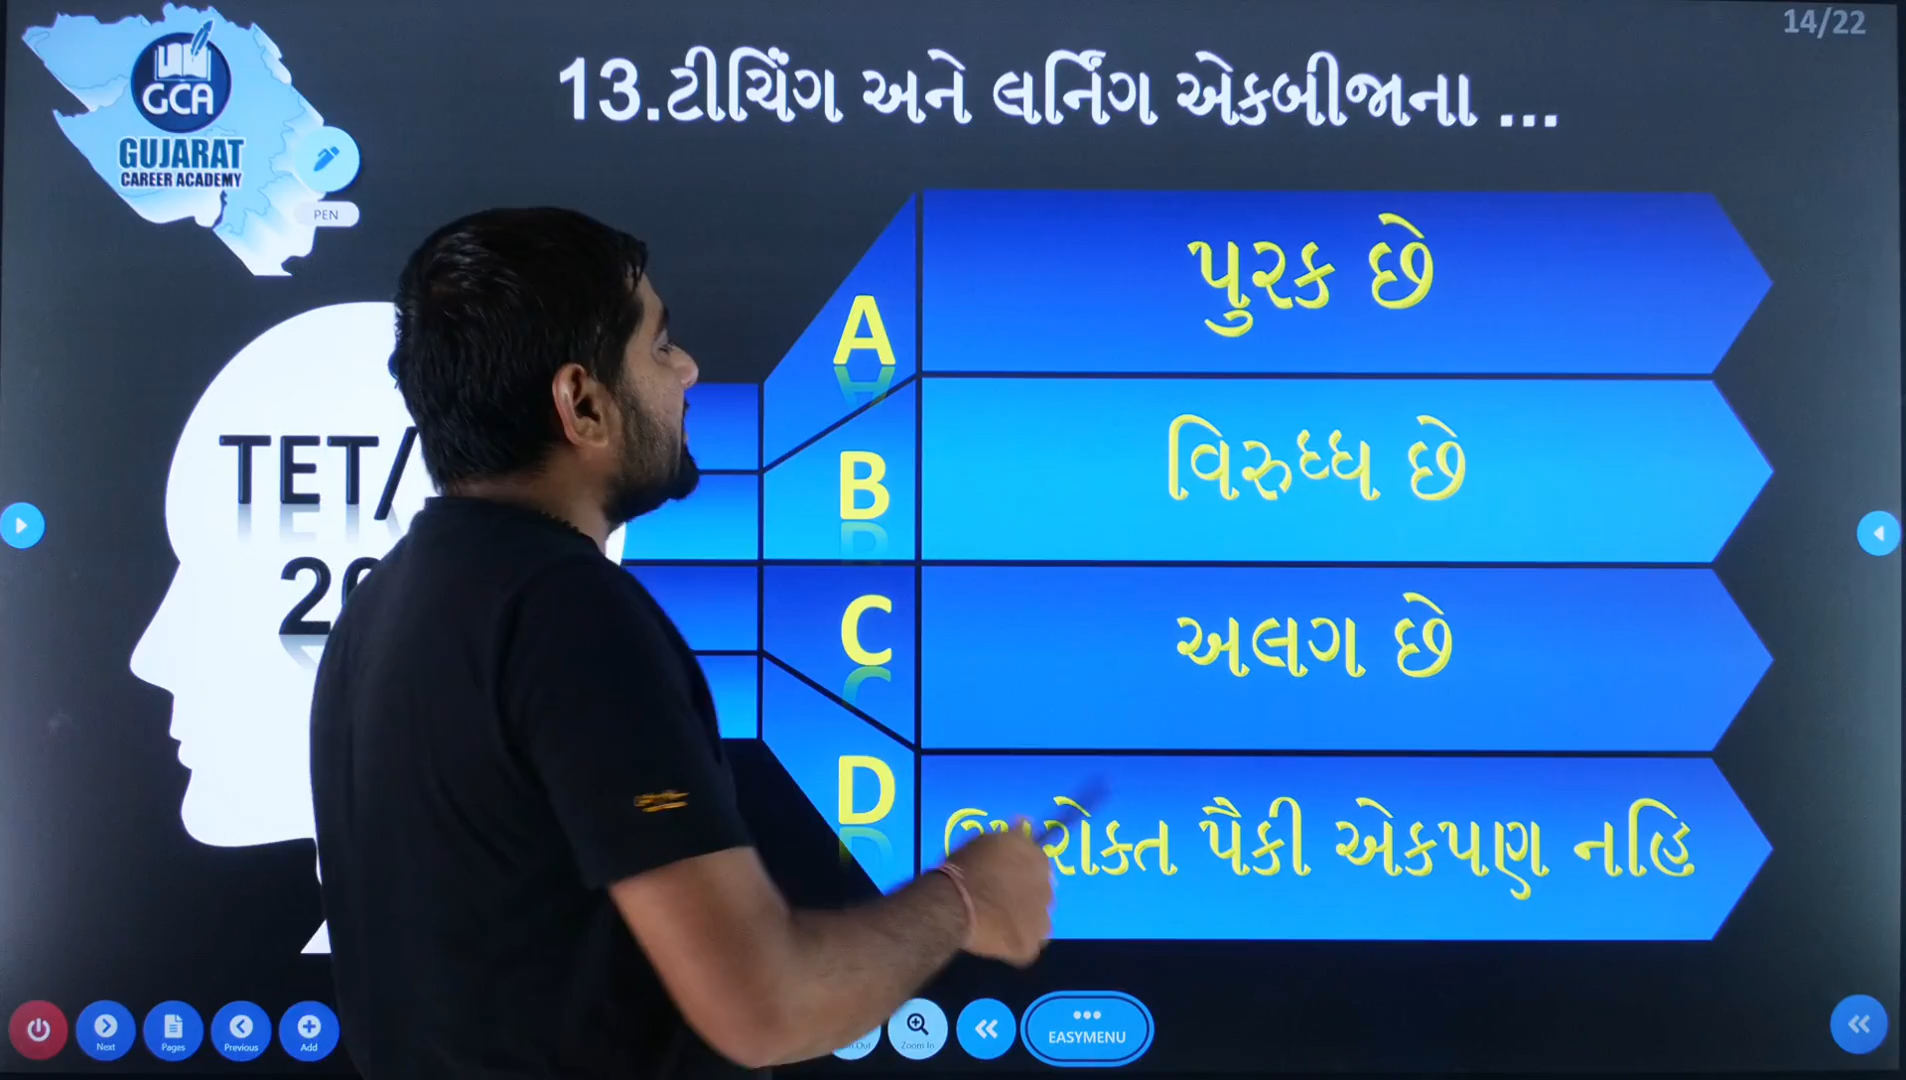 14/22
GCA
GUJARAT
CAREER ACADEMY
PEN
13.ટીચિંગ અને લર્નિંગ એકબીજાના ...
A
પુરક છે
B
વિરુધ્ધ છે
C
અલગ છે
D
પૈકી એકપણ નહિ
TET/
Next
Pages
Previous
Add
Zoom In
EASYMENU